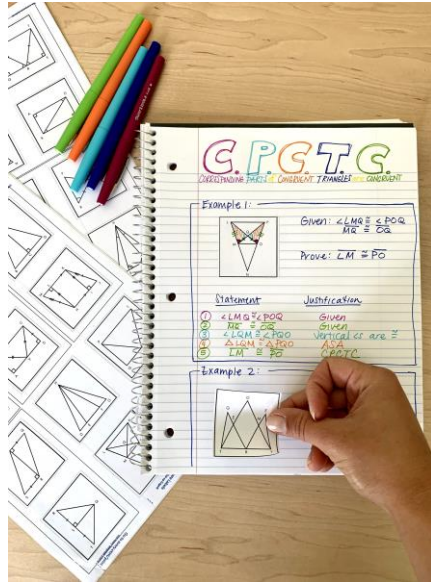 C.P.C.T.C.
CORRESPONDING PARTS of CONGRUENT TRIANGLES are CONGRUENT
Example 1:
Given: ∠LMQ ≅ ∠POQ
MQ ≅ OQ
Prove: LM ≅ PO
Statement Justification
① ∠LMQ ≅ ∠POQ Given
② MQ ≅ OQ Given
③ ∠LQM ≅ ∠PQO Vertical ∠s are ≅
④ △LQM ≅ △PQO ASA
⑤ LM ≅ PO CPCTC
Example 2: